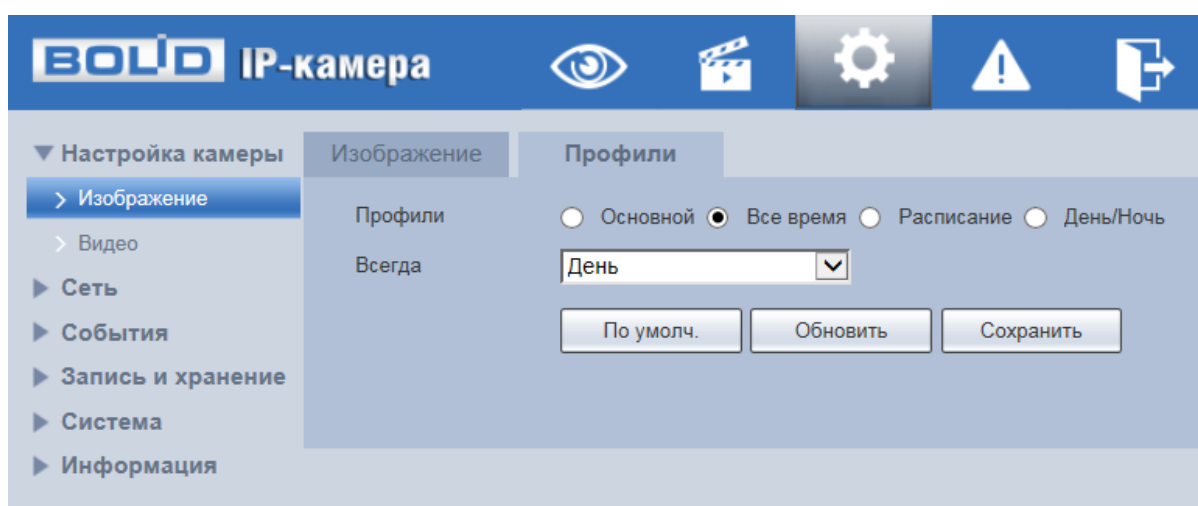 BOLID IP-камера
Настройка камеры
Изображение
Профили
Изображение
Профили
Основной
Все время
Расписание
День/Ночь
Видео
Всегда
День
Сеть
По умолч.
Обновить
Сохранить
События
Запись и хранение
Система
Информация